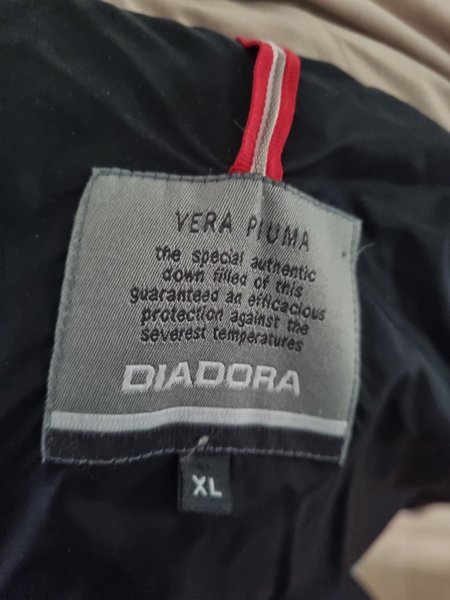 VERA PIUMA
the special authentic
down filled of this
guaranteed an efficacious
protection against the
severest temperatures
DIADORA
XL